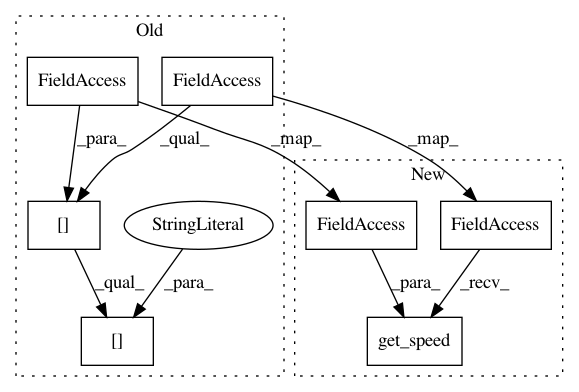 Old
FieldAccess
FieldAccess
_para_
_qual_
_map_
_map_
New
[]
StringLiteral
FieldAccess
FieldAccess
_qual_
_para_
_para_
_recv_
[]
get_speed